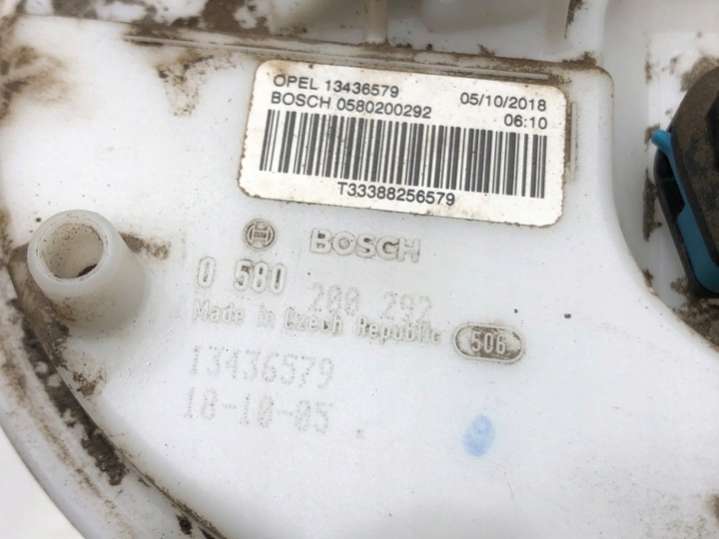 OPEL 13436579 05/10/2018
BOSCH 0580200292 06:10
T33388256579
BOSCH
0 580 200 292
Made in Czech Republic 506
13436579
18-10-05
9